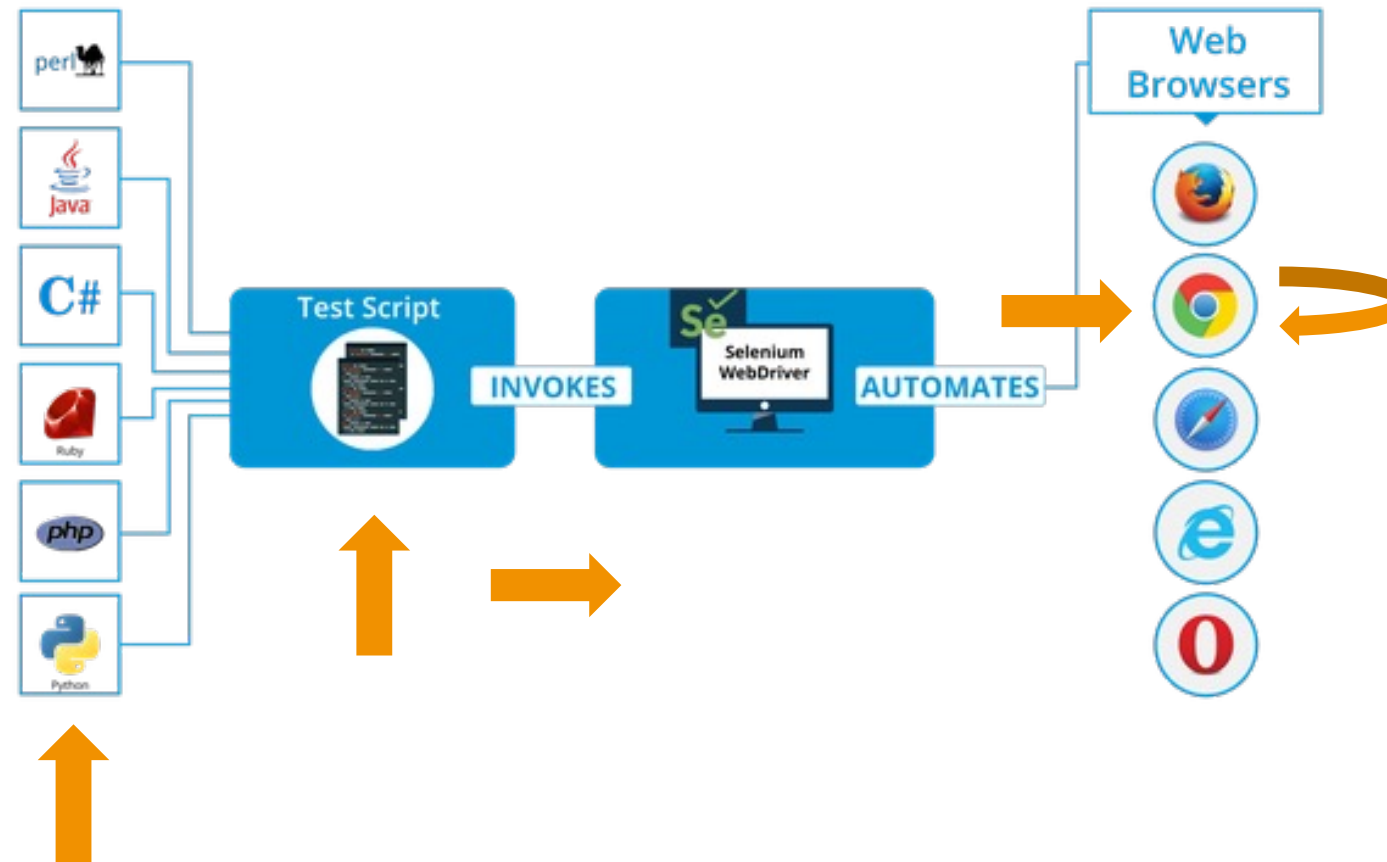 perl
Java
C#
Ruby
php
Python
Test Script
INVOKES
Se
Selenium
WebDriver
AUTOMATES
Web
Browsers